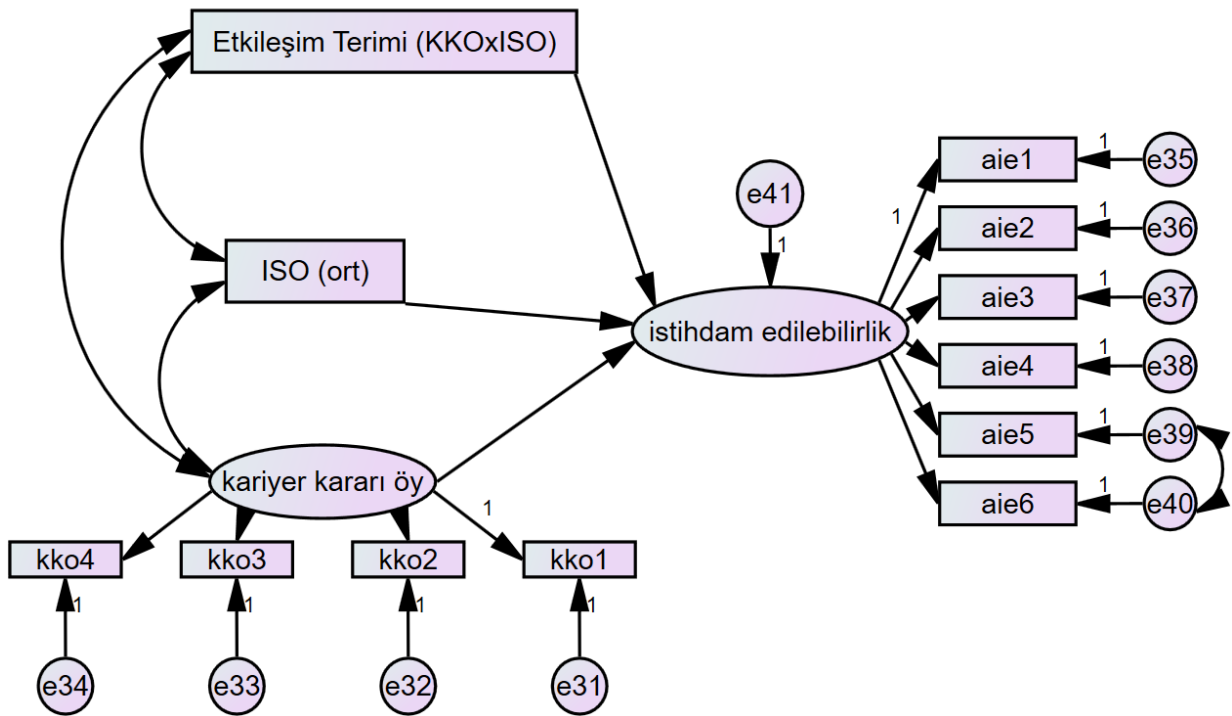 Etkileşim Terimi (KKOxISO)
ISO (ort)
kariyer kararı öy
istihdam edilebilirlik
e41
1
1
aie1
1
e35
aie2
1
e36
aie3
1
e37
aie4
1
e38
aie5
1
e39
aie6
1
e40
1
kko4
kko3
kko2
kko1
1
1
1
1
e34
e33
e32
e31